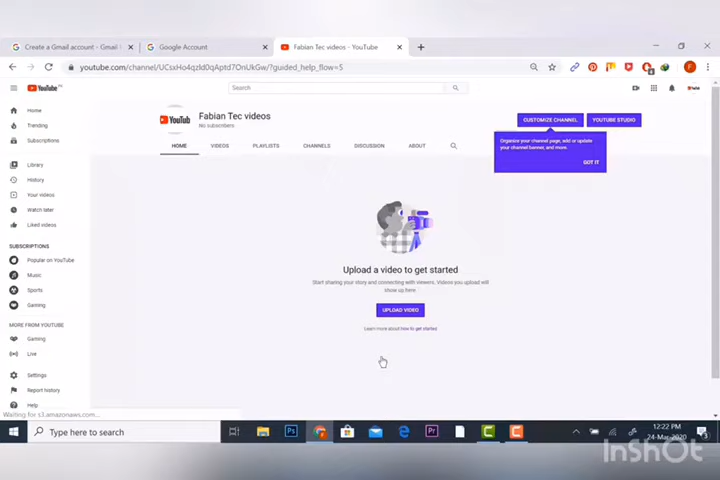 Create a Gmail account - Gmail
Google Account
Fabian Tec videos - YouTube
youtube.com/channel/UCsxHo4qzld0qAptd7OnUkGw/?guided_help_flow=5
F
YouTube
Search
YouTub
Fabian Tec videos
No subscribers
CUSTOMIZE CHANNEL
YOUTUBE STUDIO
HOME
VIDEOS
PLAYLISTS
CHANNELS
DISCUSSION
ABOUT
Organize your channel page, add or update
your channel banner, and more.
GOT IT
Home
Trending
Subscriptions
Library
History
Your videos
Watch later
Liked videos
SUBSCRIPTIONS
Popular on YouTube
Music
Sports
Gaming
MORE FROM YOUTUBE
Gaming
Live
Settings
Report history
Help
Upload a video to get started
Start sharing your story and connecting with viewers. Videos you upload will
show up here.
UPLOAD VIDEO
Learn more about how to get started
Waiting for s3.amazonaws.com...
Type here to search
Ps
Pr
12:22 PM
24-Mar-2020
InShOt